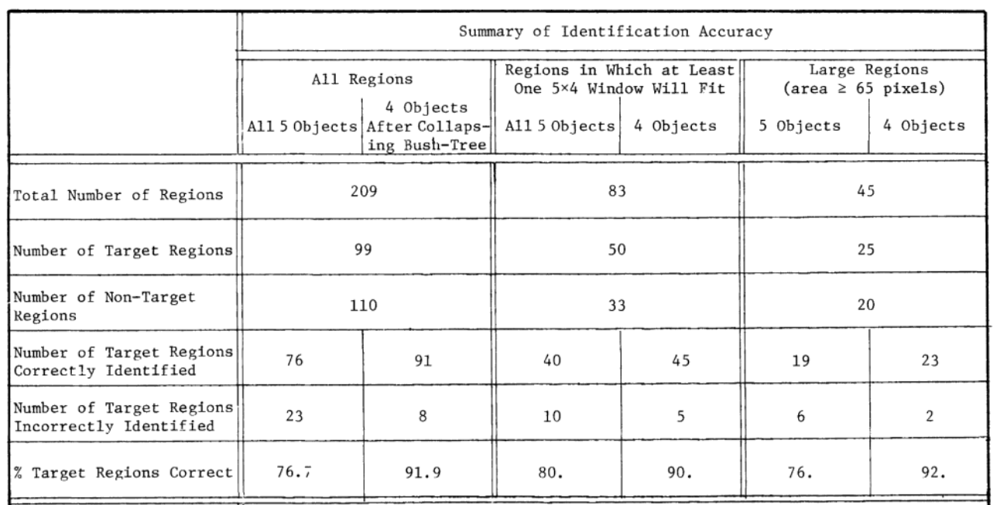 Summary of Identification Accuracy
All Regions
Regions in Which at Least
One 5×4 Window Will Fit
Large Regions
(area ≥ 65 pixels)
All 5 Objects
4 Objects
After Collaps-
ing Bush-Tree
All 5 Objects
4 Objects
5 Objects
4 Objects
Total Number of Regions 209 83 45
Number of Target Regions 99 50 25
Number of Non-Target
Regions 110 33 20
Number of Target Regions
Correctly Identified 76 91 40 45 19 23
Number of Target Regions
Incorrectly Identified 23 8 10 5 6 2
% Target Regions Correct 76.7 91.9 80. 90. 76. 92.